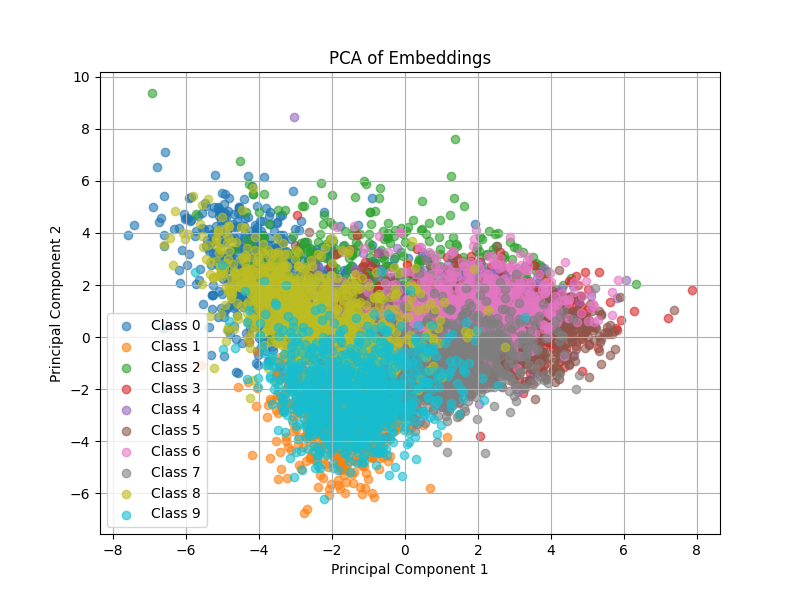 PCA of Embeddings
Principal Component 2
10
8
6
4
2
0
−2
−4
−6
Class 0
Class 1
Class 2
Class 3
Class 4
Class 5
Class 6
Class 7
Class 8
Class 9
−8 −6 −4 −2 0 2 4 6 8
Principal Component 1